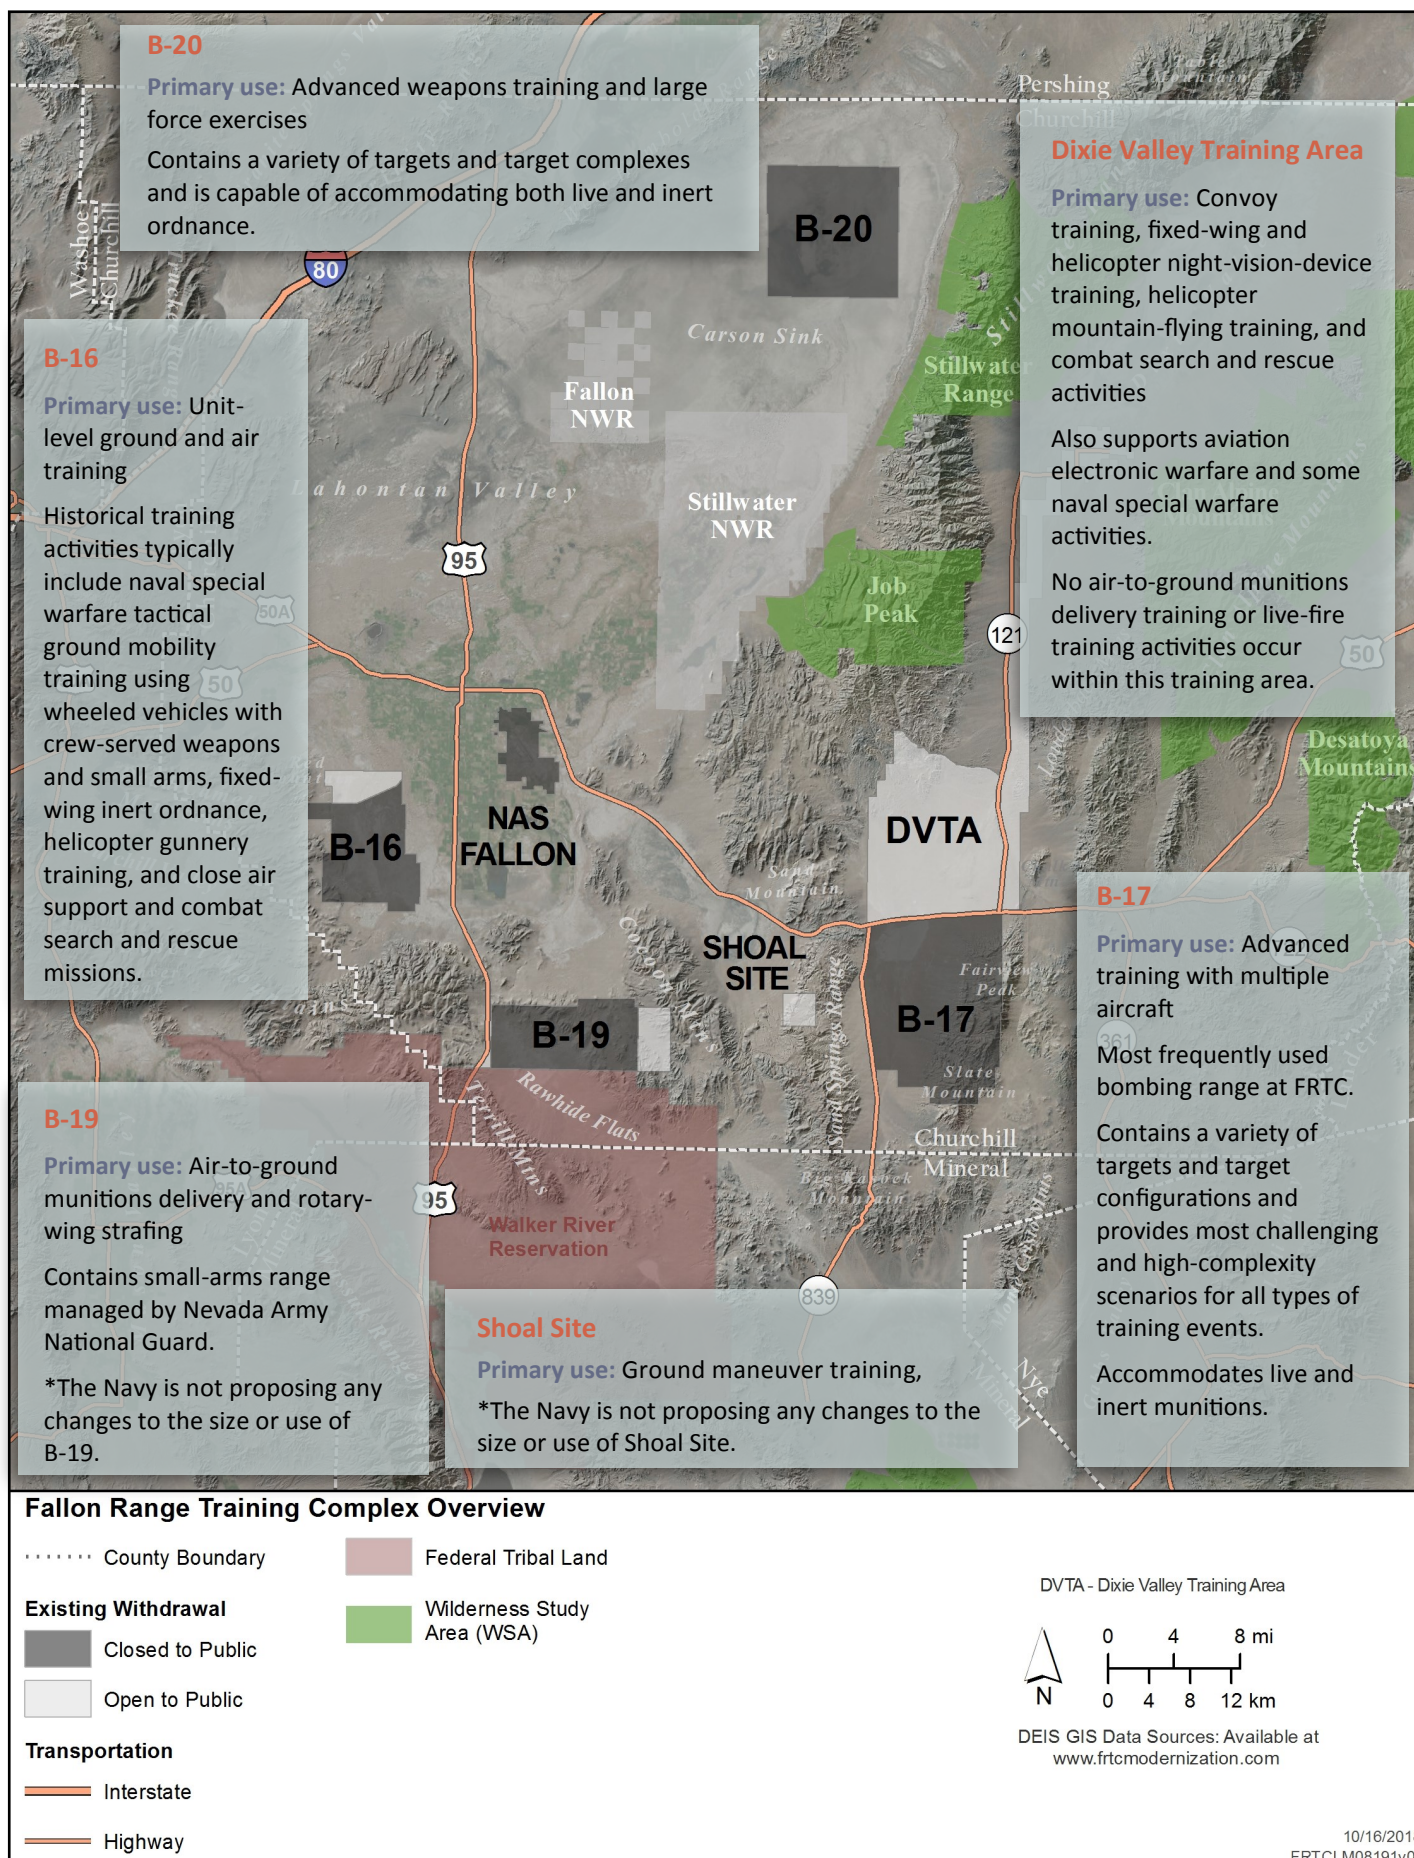 B-20
Primary use: Advanced weapons training and large
force exercises
Contains a variety of targets and target complexes
and is capable of accommodating both live and inert
ordnance.
Pershing
Churchill
Table
Mountain
Washoe
Churchill
80
B-20
Dixie Valley Training Area
Primary use: Convoy
training, fixed-wing and
helicopter night-vision-device
training, helicopter
mountain-flying training, and
combat search and rescue
activities
Also supports aviation
electronic warfare and some
naval special warfare
activities.
No air-to-ground munitions
delivery training or live-fire
training activities occur
within this training area.
Carson Sink
Fallon
NWR
Stillwater
Range
Stillwater
NWR
Lahontan Valley
95
Job
Peak
121
50
50A
50
Mountains
Desatoya
Mountains
B-16
Primary use: Unit-
level ground and air
training
Historical training
activities typically
include naval special
warfare tactical
ground mobility
training using
wheeled vehicles with
crew-served weapons
and small arms, fixed-
wing inert ordnance,
helicopter gunnery
training, and close air
support and combat
search and rescue
missions.
NAS
FALLON
B-16
DVTA
Sand
Mountain
SHOAL
SITE
Sand Springs Range
Fairview
Peak
B-17
Slate
Mountain
B-19
Rawhide Flats
Terrill Mtns
Churchill
Mineral
Walker River
Reservation
95
95A
839
361
Nye
Mineral
B-17
Primary use: Advanced
training with multiple
aircraft
Most frequently used
bombing range at FRTC.
Contains a variety of
targets and target
configurations and
provides most challenging
and high-complexity
scenarios for all types of
training events.
Accommodates live and
inert munitions.
B-19
Primary use: Air-to-ground
munitions delivery and rotary-
wing strafing
Contains small-arms range
managed by Nevada Army
National Guard.
*The Navy is not proposing any
changes to the size or use of
B-19.
Shoal Site
Primary use: Ground maneuver training,
*The Navy is not proposing any changes to the
size or use of Shoal Site.
Fallon Range Training Complex Overview
County Boundary
Existing Withdrawal
Closed to Public
Open to Public
Transportation
Interstate
Highway
Federal Tribal Land
Wilderness Study
Area (WSA)
DVTA - Dixie Valley Training Area
0 4 8 mi
N
0 4 8 12 km
DEIS GIS Data Sources: Available at
www.frtcmodernization.com